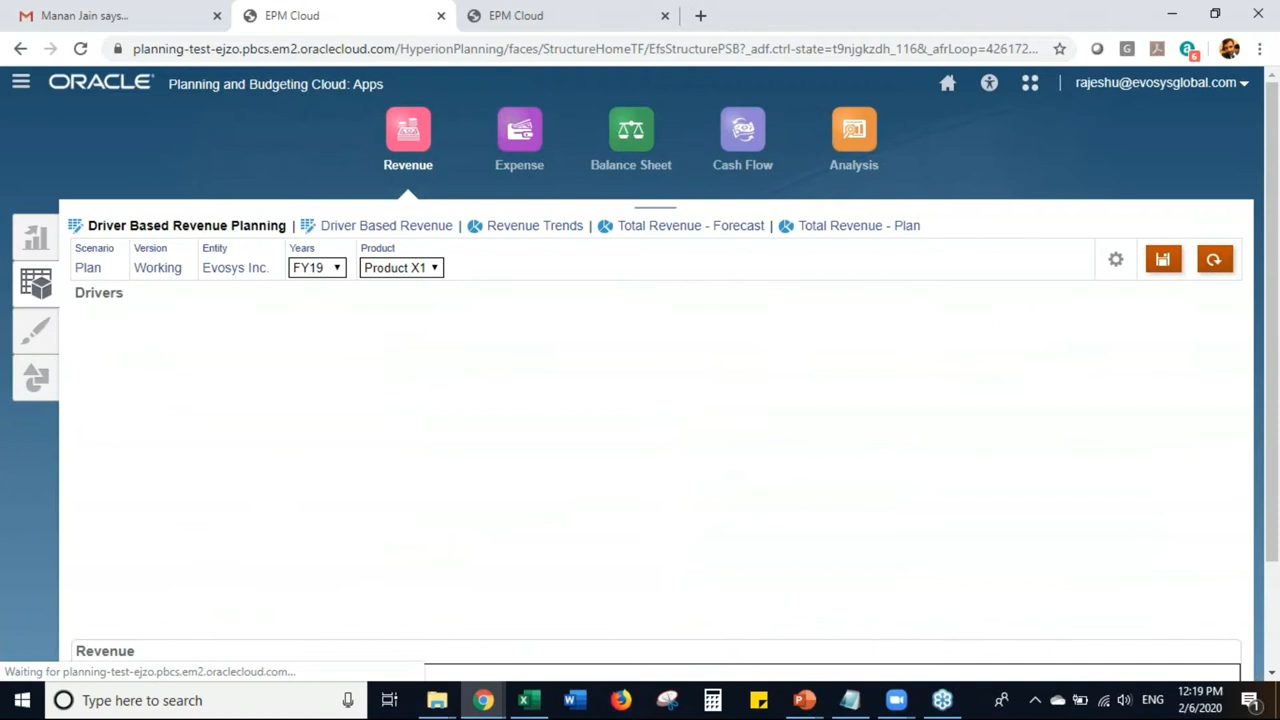 Manan Jain says...
EPM Cloud
EPM Cloud
planning-test-ejzo.pbcs.em2.oraclecloud.com/HyperionPlanning/faces/StructureHomeTF/EfsStructurePSB?_adf.ctrl-state=t9njgkzdh_116&_afrLoop=426172...
G
6
ORACLE Planning and Budgeting Cloud: Apps
rajeshu@evosysglobal.com
Revenue Expense Balance Sheet Cash Flow Analysis
Driver Based Revenue Planning | Driver Based Revenue | Revenue Trends | Total Revenue - Forecast | Total Revenue - Plan
Scenario Version Entity Years Product
Plan Working Evosys Inc. FY19 Product X1
Drivers
Revenue
Waiting for planning-test-ejzo.pbcs.em2.oraclecloud.com...
Type here to search
ENG
12:19 PM
2/6/2020
1